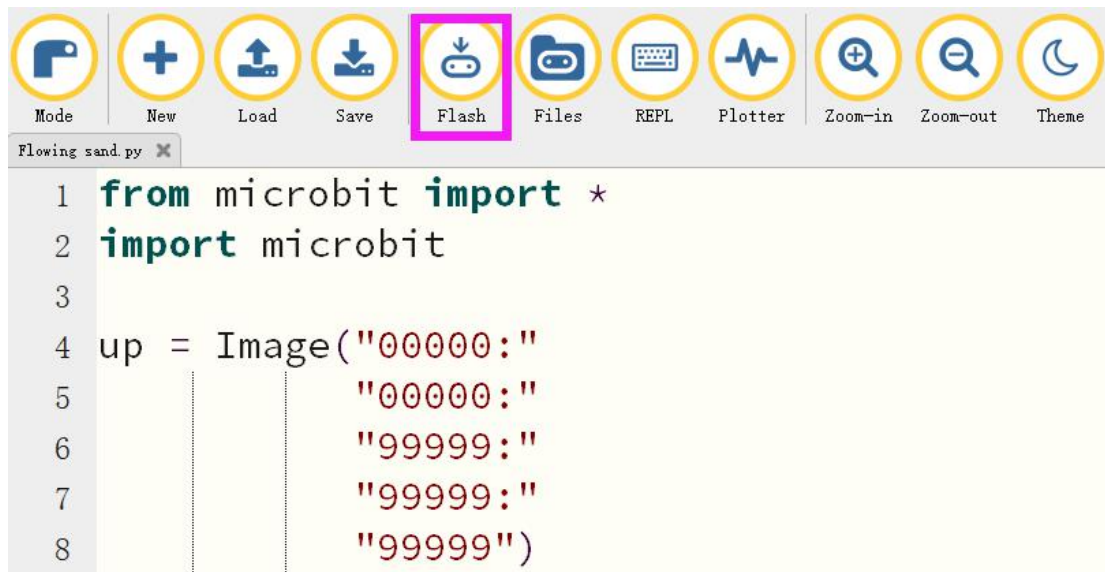 Mode New Load Save Flash Files REPL Plotter Zoom-in Zoom-out Theme
Flowing sand.py
1 from microbit import *
2 import microbit
3
4 up = Image("00000:"
5 "00000:"
6 "99999:"
7 "99999:"
8 "99999")